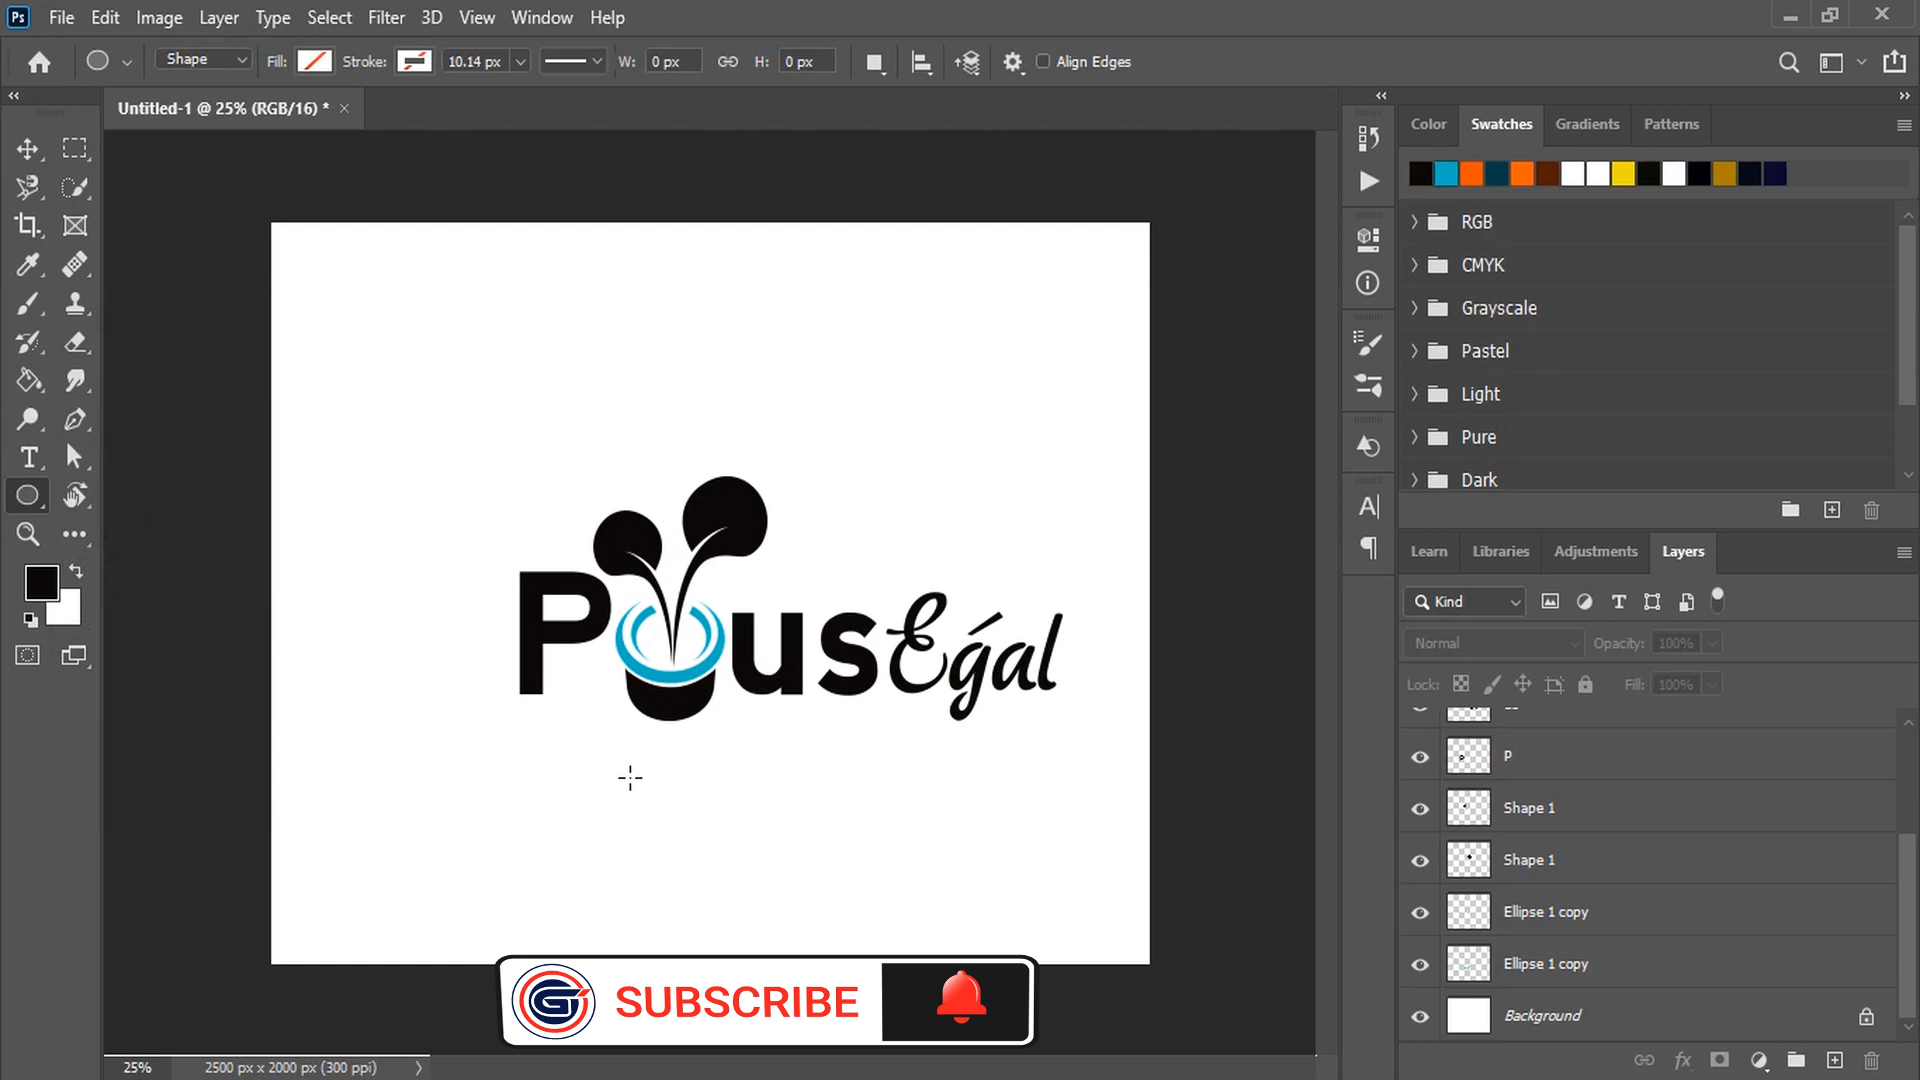 Ps File Edit Image Layer Type Select Filter 3D View Window Help
Shape Fill: Stroke: 10.14 px W: 0 px H: 0 px Align Edges
Untitled-1 @ 25% (RGB/16) *
Color Swatches Gradients Patterns
RGB
CMYK
Grayscale
Pastel
Light
Pure
Dark
Learn Libraries Adjustments Layers
Kind
Normal Opacity: 100%
Lock: Fill: 100%
P
Shape 1
Shape 1
Ellipse 1 copy
Ellipse 1 copy
Background
P us Egál
SUBSCRIBE
25% 2500 px x 2000 px (300 ppi)